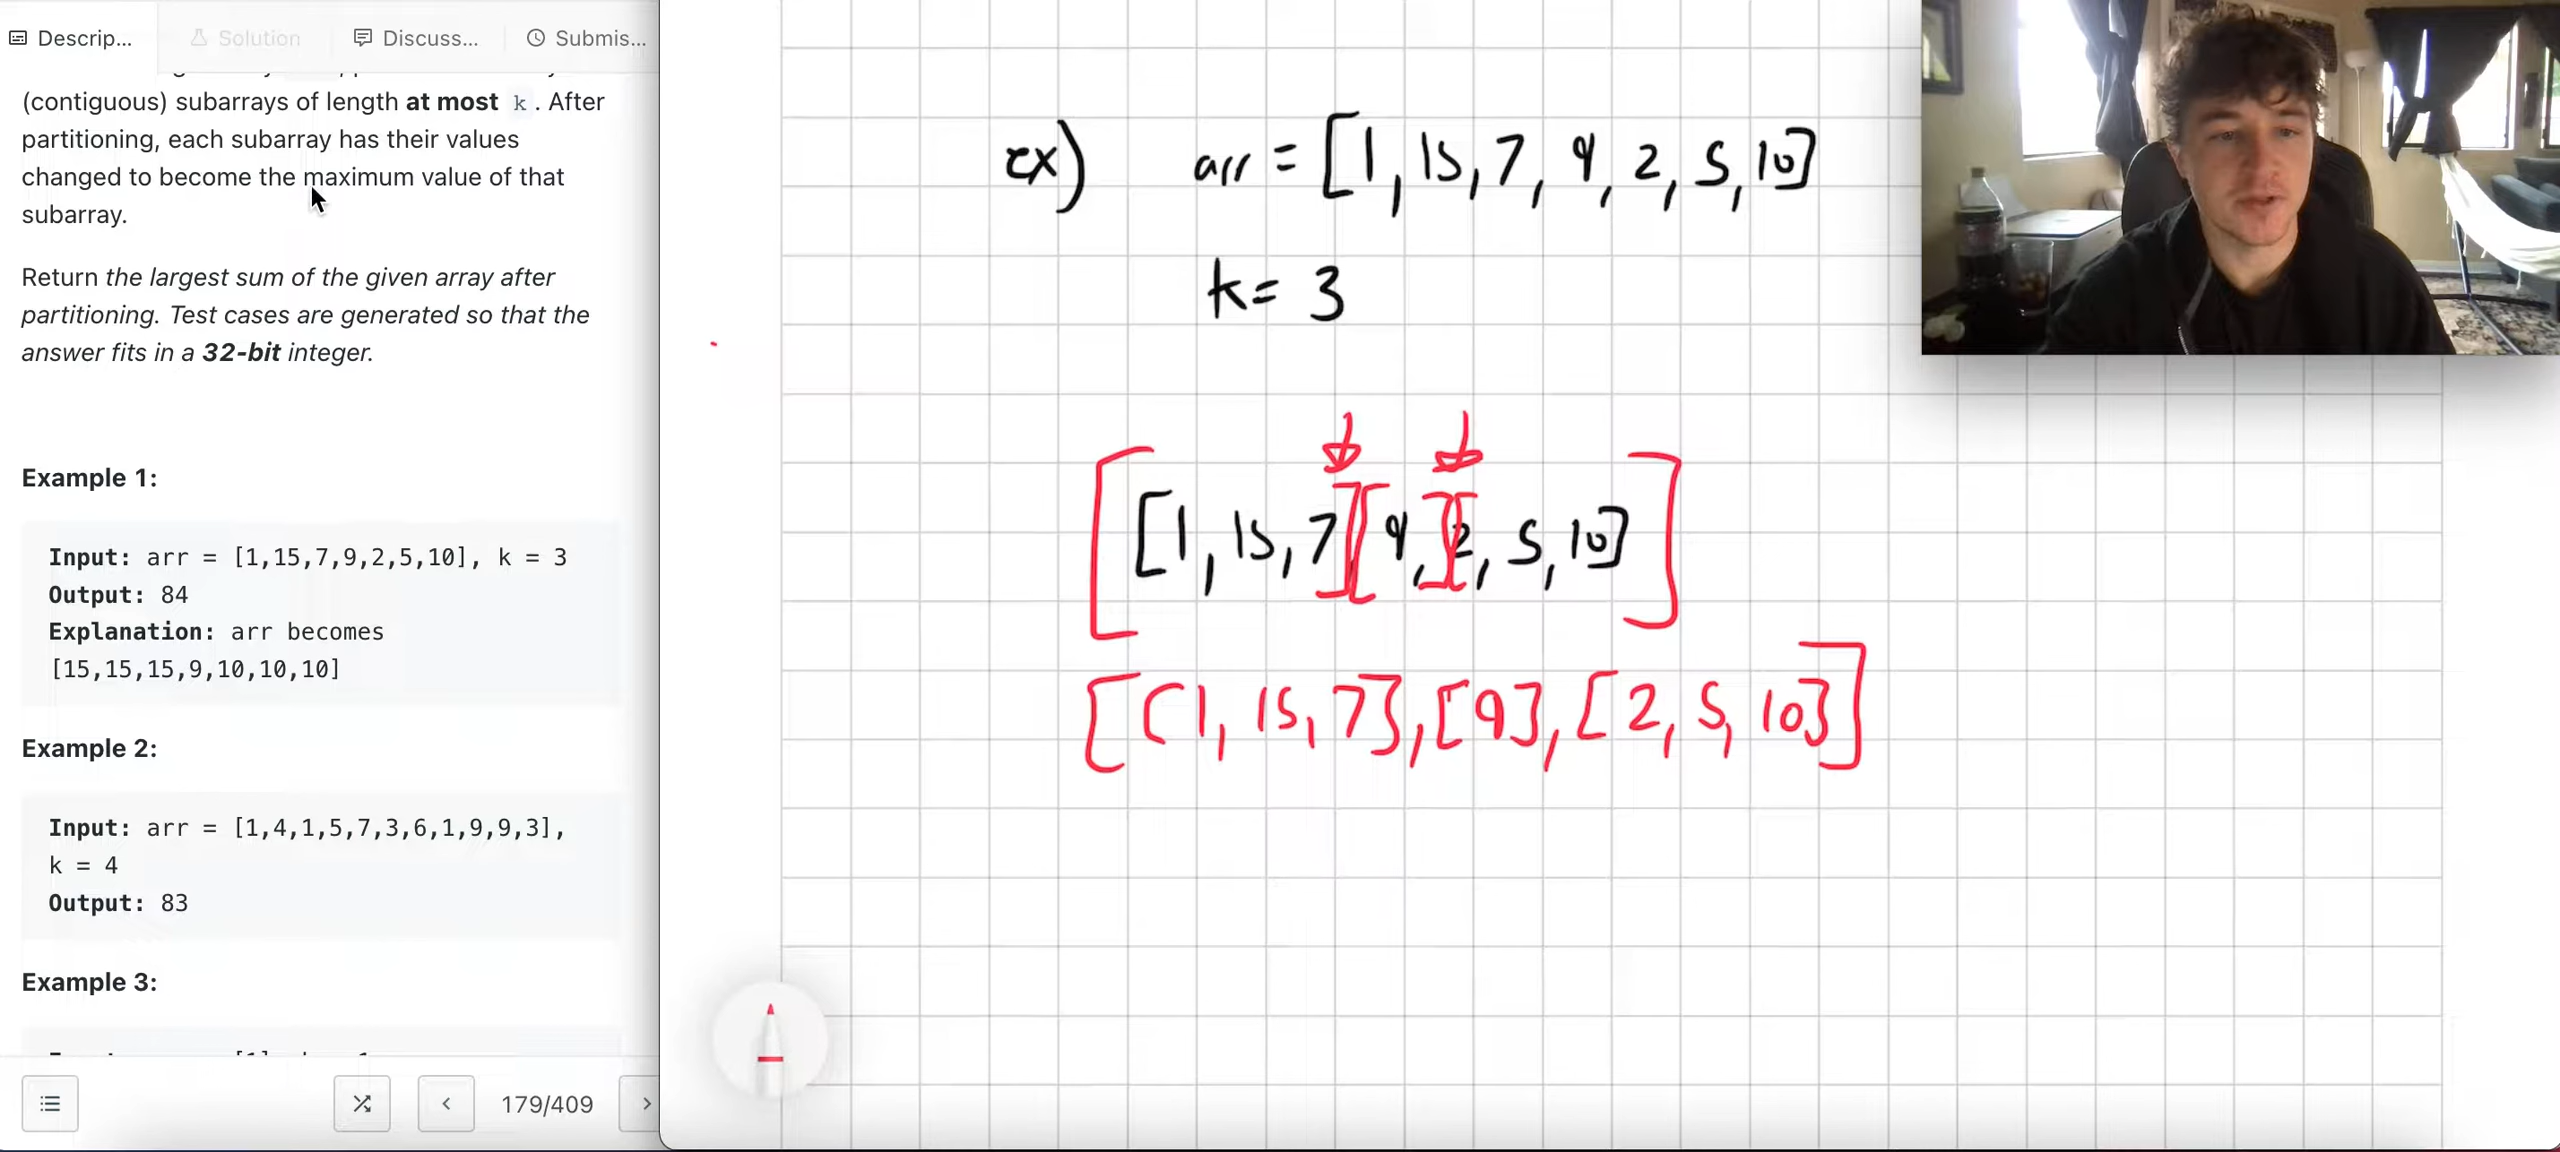 Descrip...
Solution
Discuss...
Submis...
(contiguous) subarrays of length at most k . After
partitioning, each subarray has their values
changed to become the maximum value of that
subarray.
Return the largest sum of the given array after
partitioning. Test cases are generated so that the
answer fits in a 32-bit integer.
Example 1:
Input: arr = [1,15,7,9,2,5,10], k = 3
Output: 84
Explanation: arr becomes
[15,15,15,9,10,10,10]
Example 2:
Input: arr = [1,4,1,5,7,3,6,1,9,9,3],
k = 4
Output: 83
Example 3:
179/409
ex) arr = [1, 15, 7, 9, 2, 5, 10]
k= 3
[[1, 15, 7][9, ][2, 5, 10]]
[[1, 15, 7], [9], [2, 5, 10]]